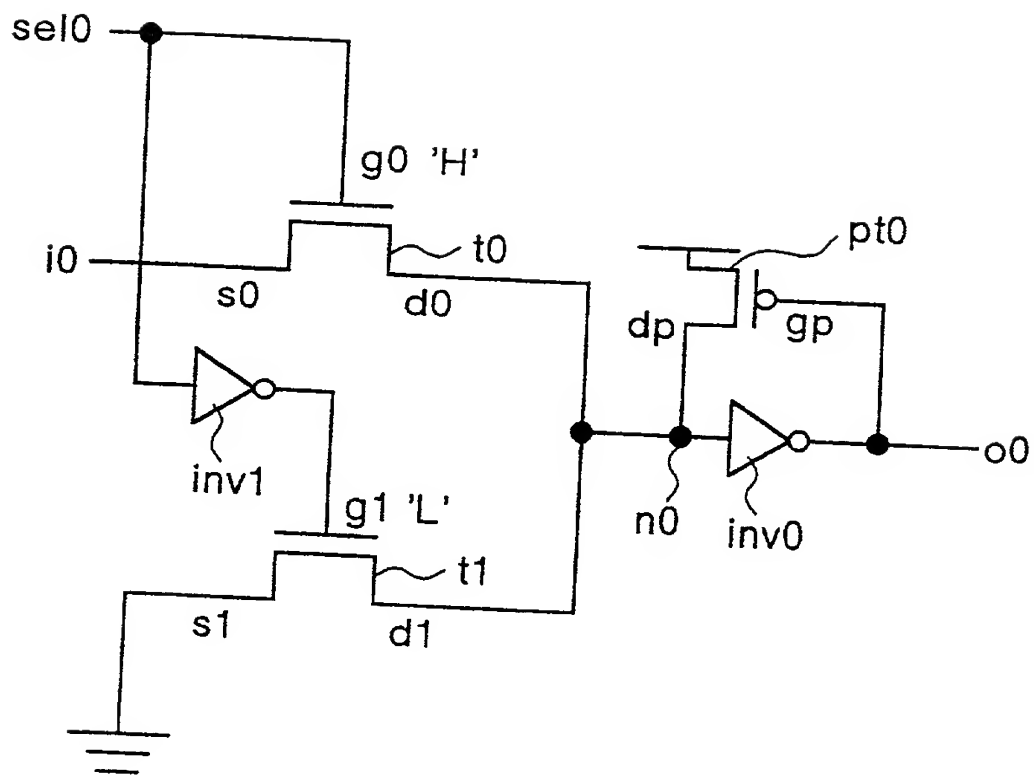 sel0
g0 'H'
i0
s0
t0
d0
pt0
dp
gp
inv1
n0
inv0
o0
g1 'L'
t1
s1
d1